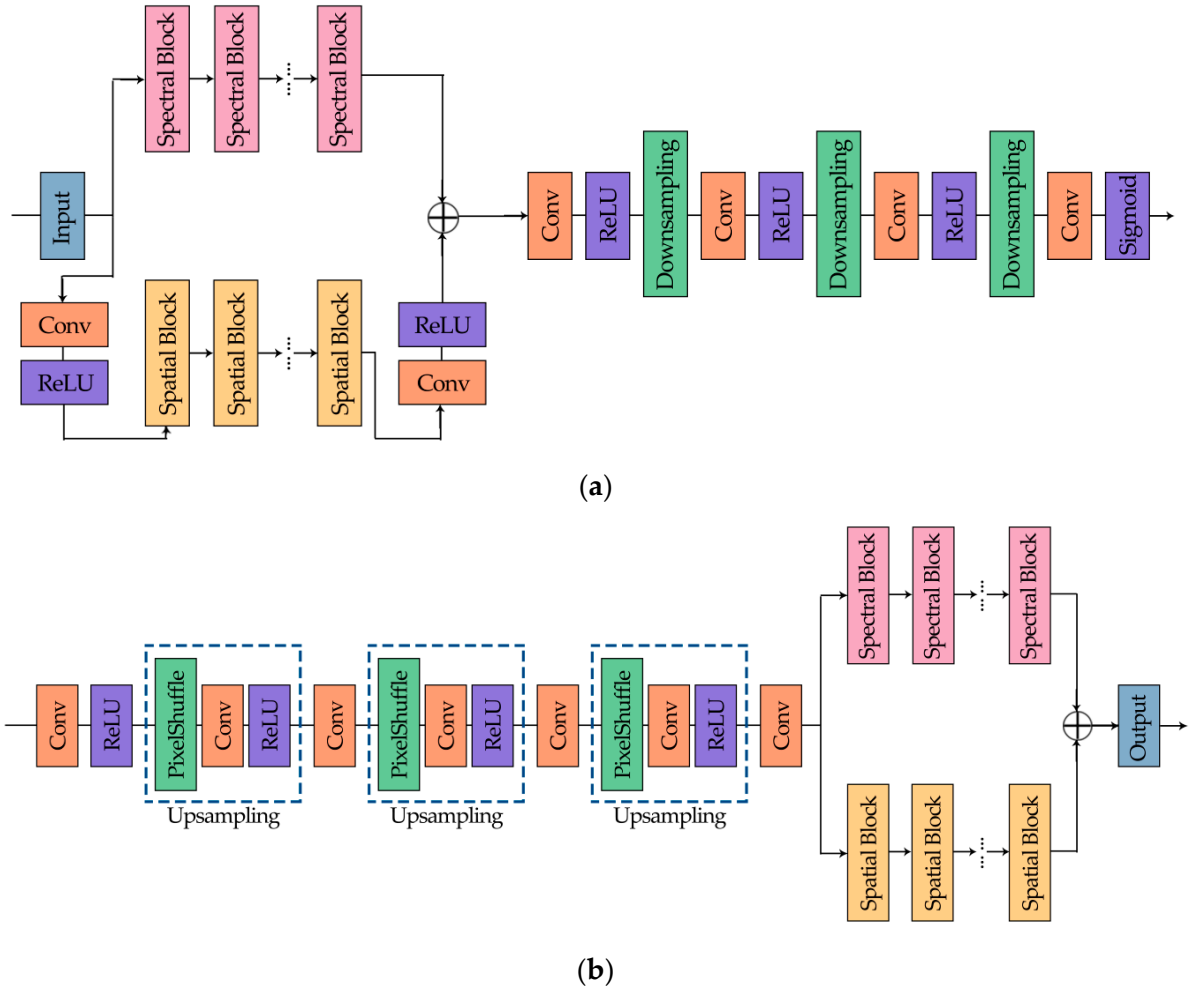 Spectral Block
Spectral Block
Spectral Block
Input
Conv
ReLU
Spatial Block
Spatial Block
Spatial Block
ReLU
Conv
Conv
ReLU
Downsampling
Conv
ReLU
Downsampling
Conv
ReLU
Downsampling
Conv
Sigmoid
(a)
Conv
ReLU
PixelShuffle
Conv
ReLU
Upsampling
Conv
PixelShuffle
Conv
ReLU
Upsampling
Conv
PixelShuffle
Conv
ReLU
Upsampling
Conv
Spectral Block
Spectral Block
Spectral Block
Spatial Block
Spatial Block
Spatial Block
Output
(b)